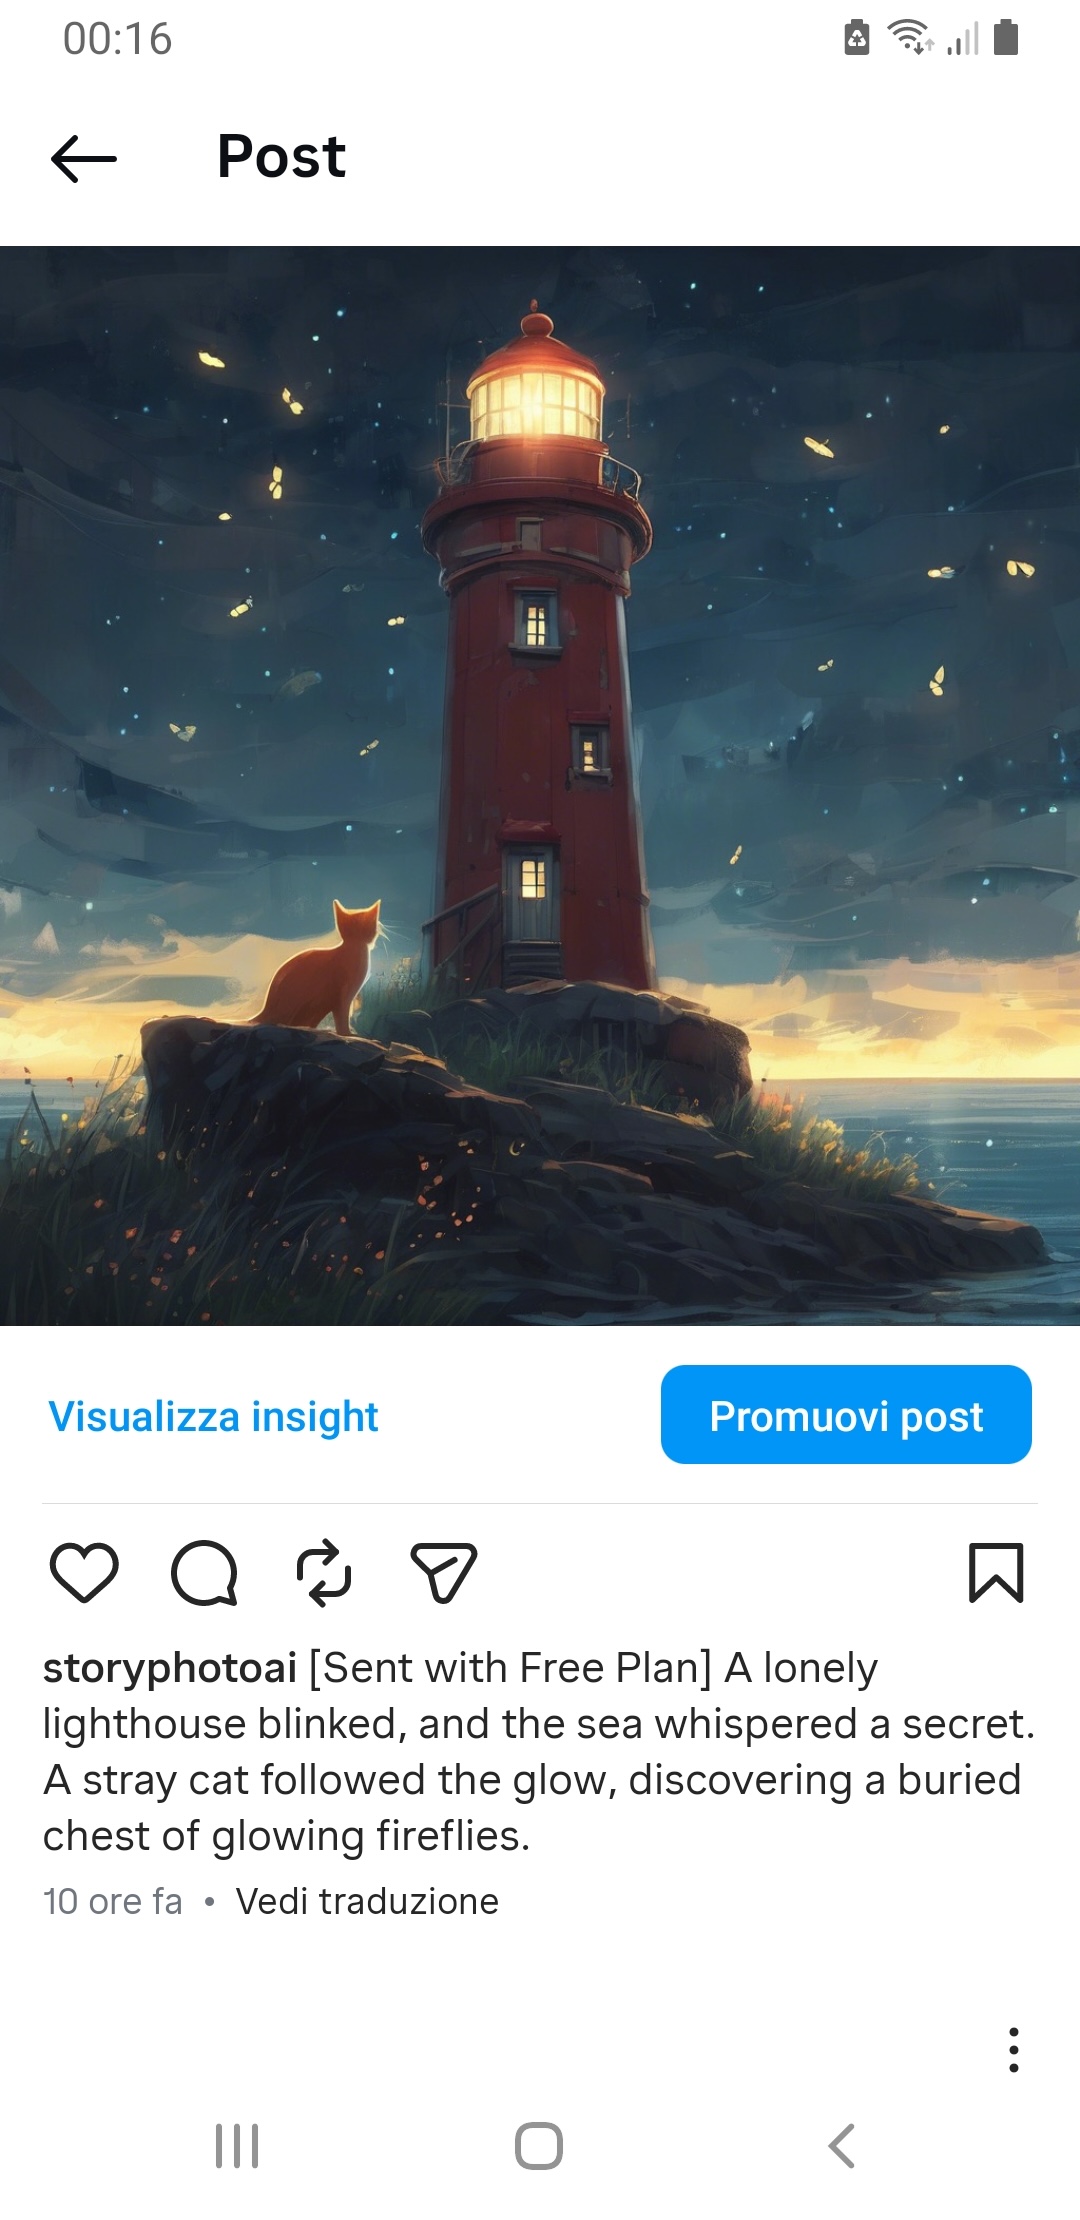 00:16
Post
Visualizza insight
Promuovi post
storyphotoai [Sent with Free Plan] A lonely
lighthouse blinked, and the sea whispered a secret.
A stray cat followed the glow, discovering a buried
chest of glowing fireflies.
10 ore fa • Vedi traduzione